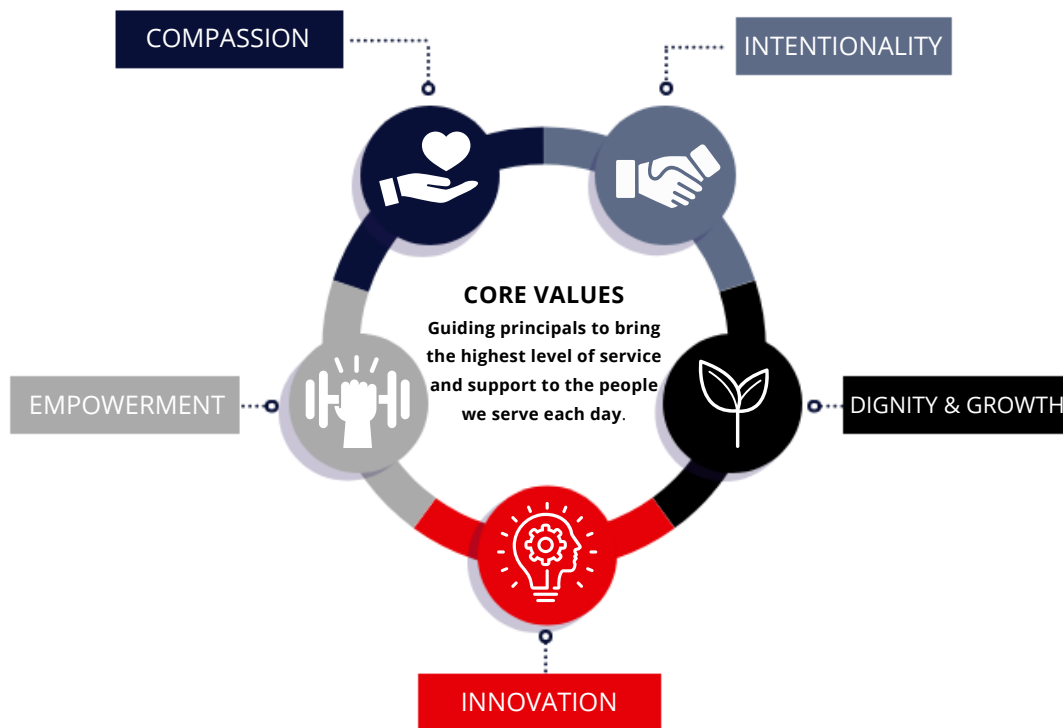 COMPASSION
INTENTIONALITY
CORE VALUES
Guiding principals to bring
the highest level of service
and support to the people
we serve each day.
EMPOWERMENT
DIGNITY & GROWTH
INNOVATION